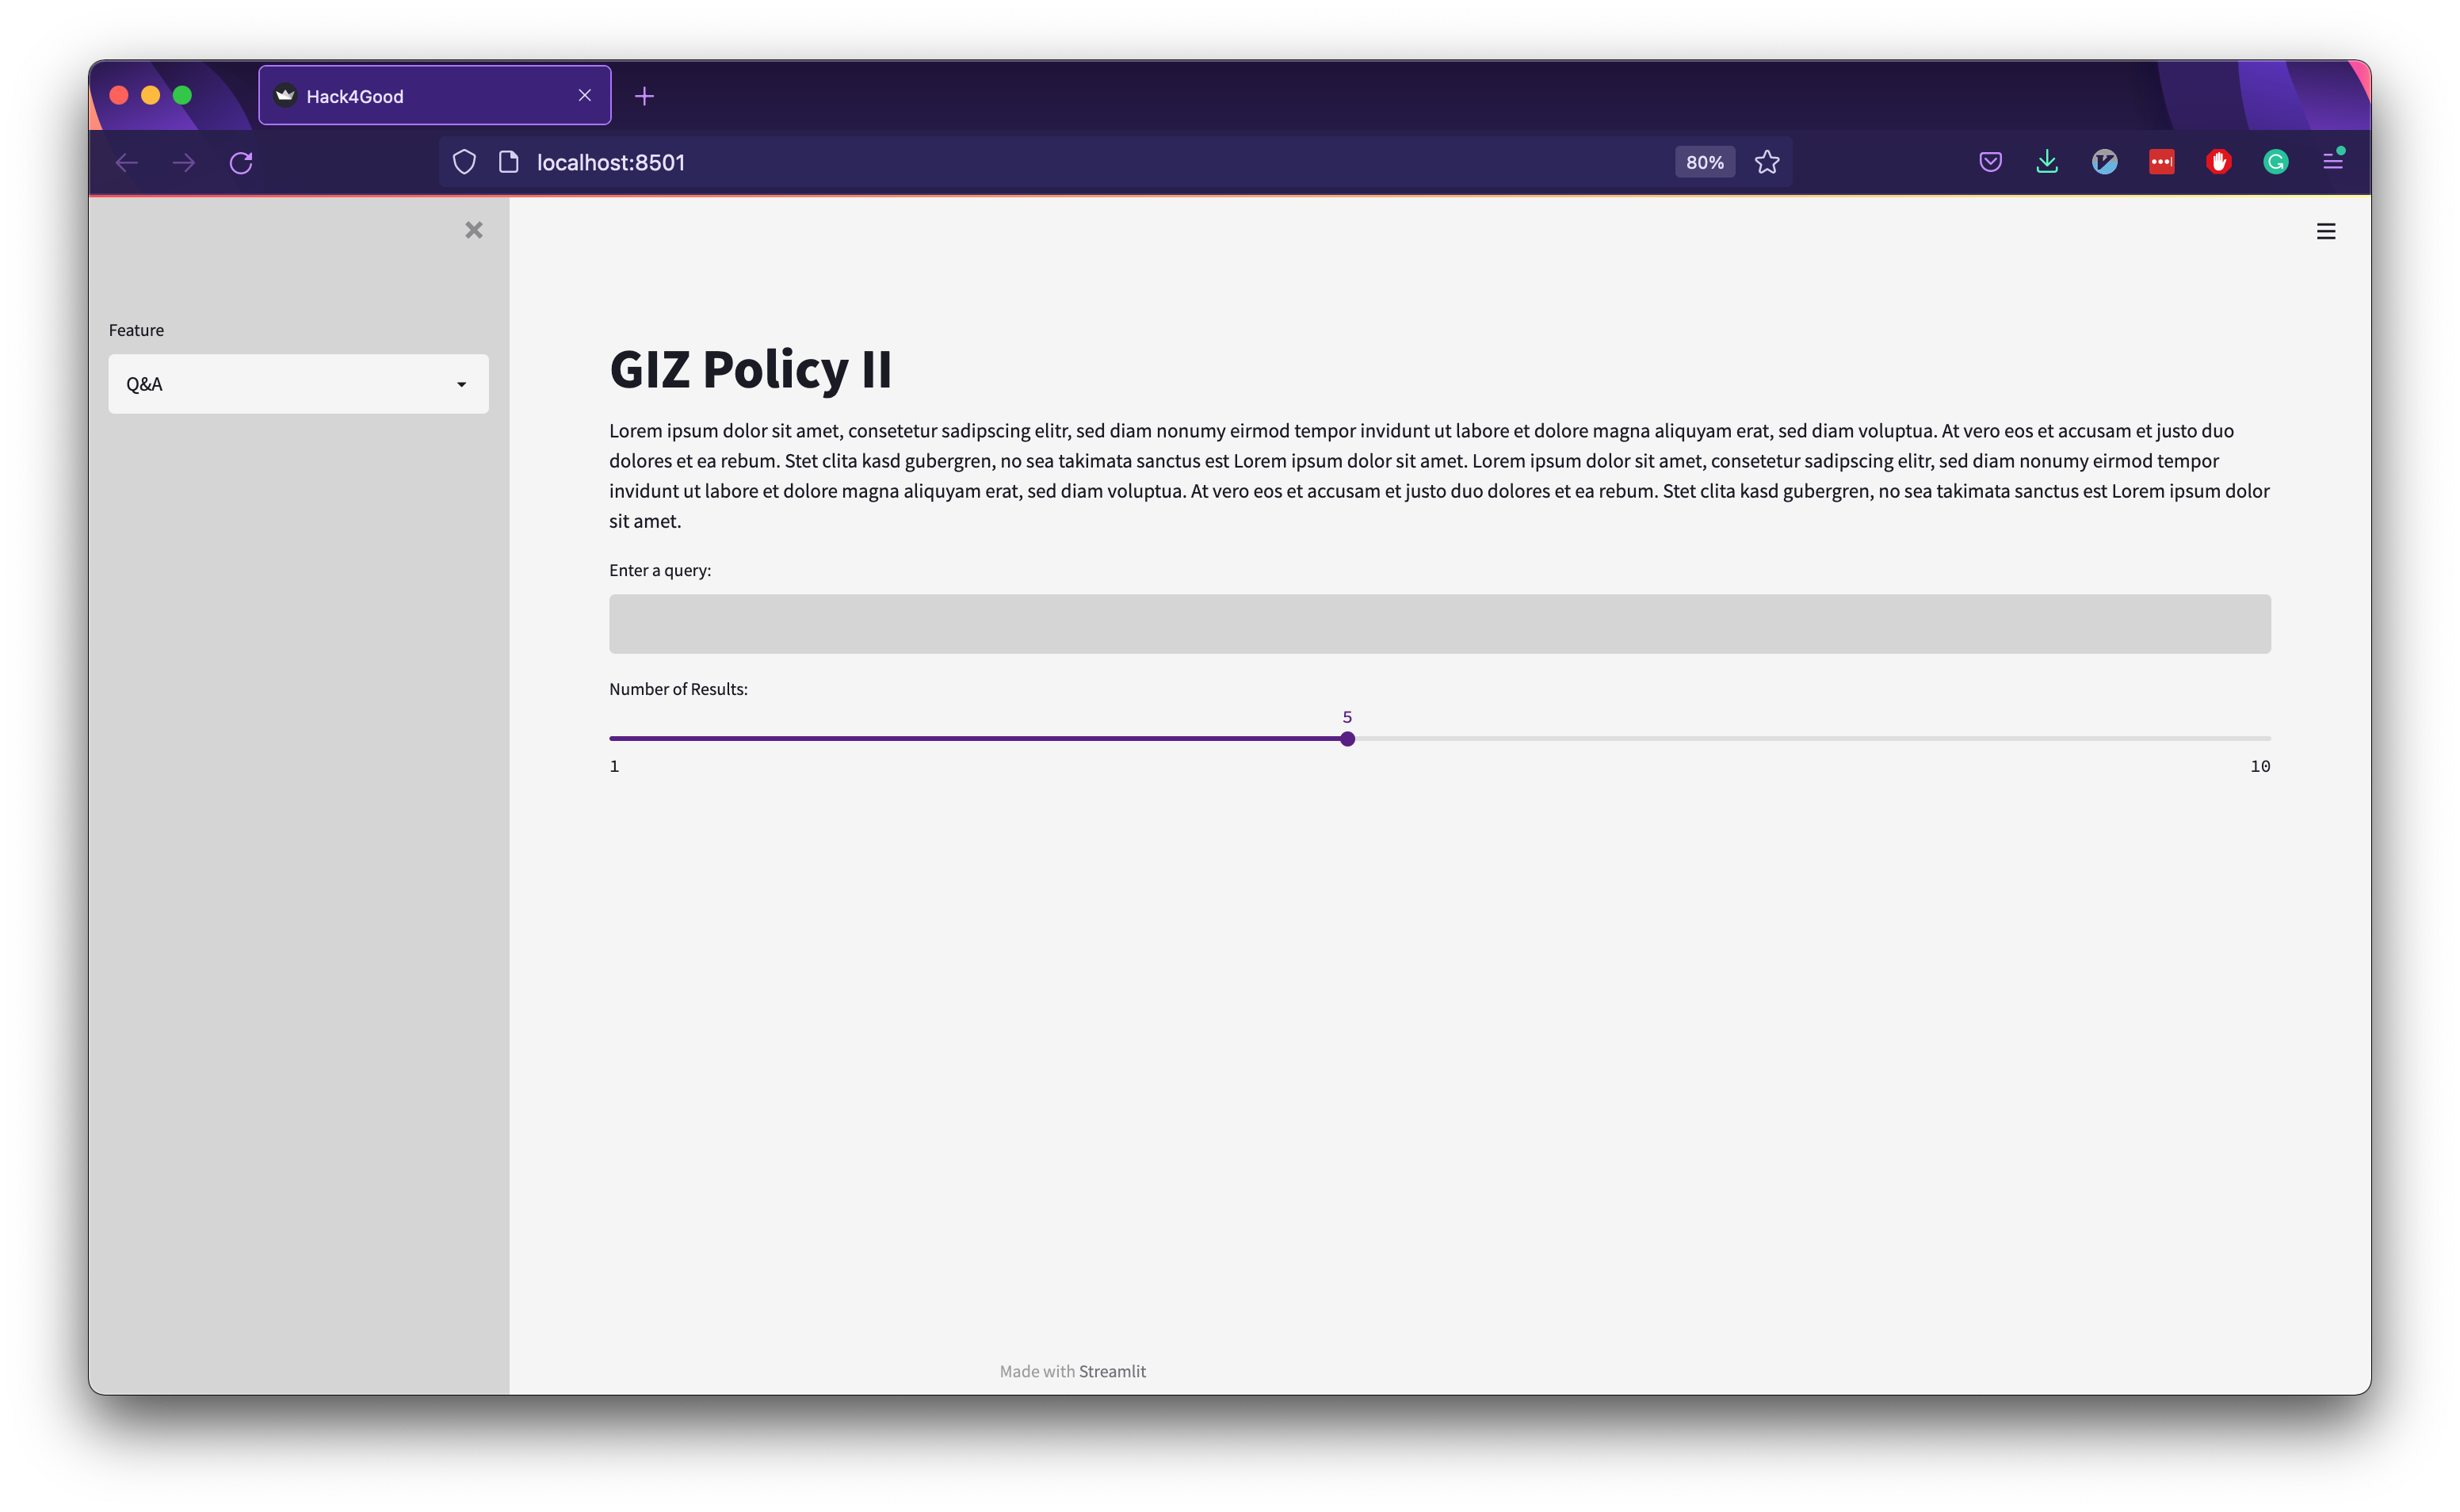 Hack4Good
localhost:8501
80%
Feature
Q&A
GIZ Policy II
Lorem ipsum dolor sit amet, consetetur sadipscing elitr, sed diam nonumy eirmod tempor invidunt ut labore et dolore magna aliquyam erat, sed diam voluptua. At vero eos et accusam et justo duo
dolores et ea rebum. Stet clita kasd gubergren, no sea takimata sanctus est Lorem ipsum dolor sit amet. Lorem ipsum dolor sit amet, consetetur sadipscing elitr, sed diam nonumy eirmod tempor
invidunt ut labore et dolore magna aliquyam erat, sed diam voluptua. At vero eos et accusam et justo duo dolores et ea rebum. Stet clita kasd gubergren, no sea takimata sanctus est Lorem ipsum dolor
sit amet.
Enter a query:
Number of Results:
5
1
10
Made with Streamlit